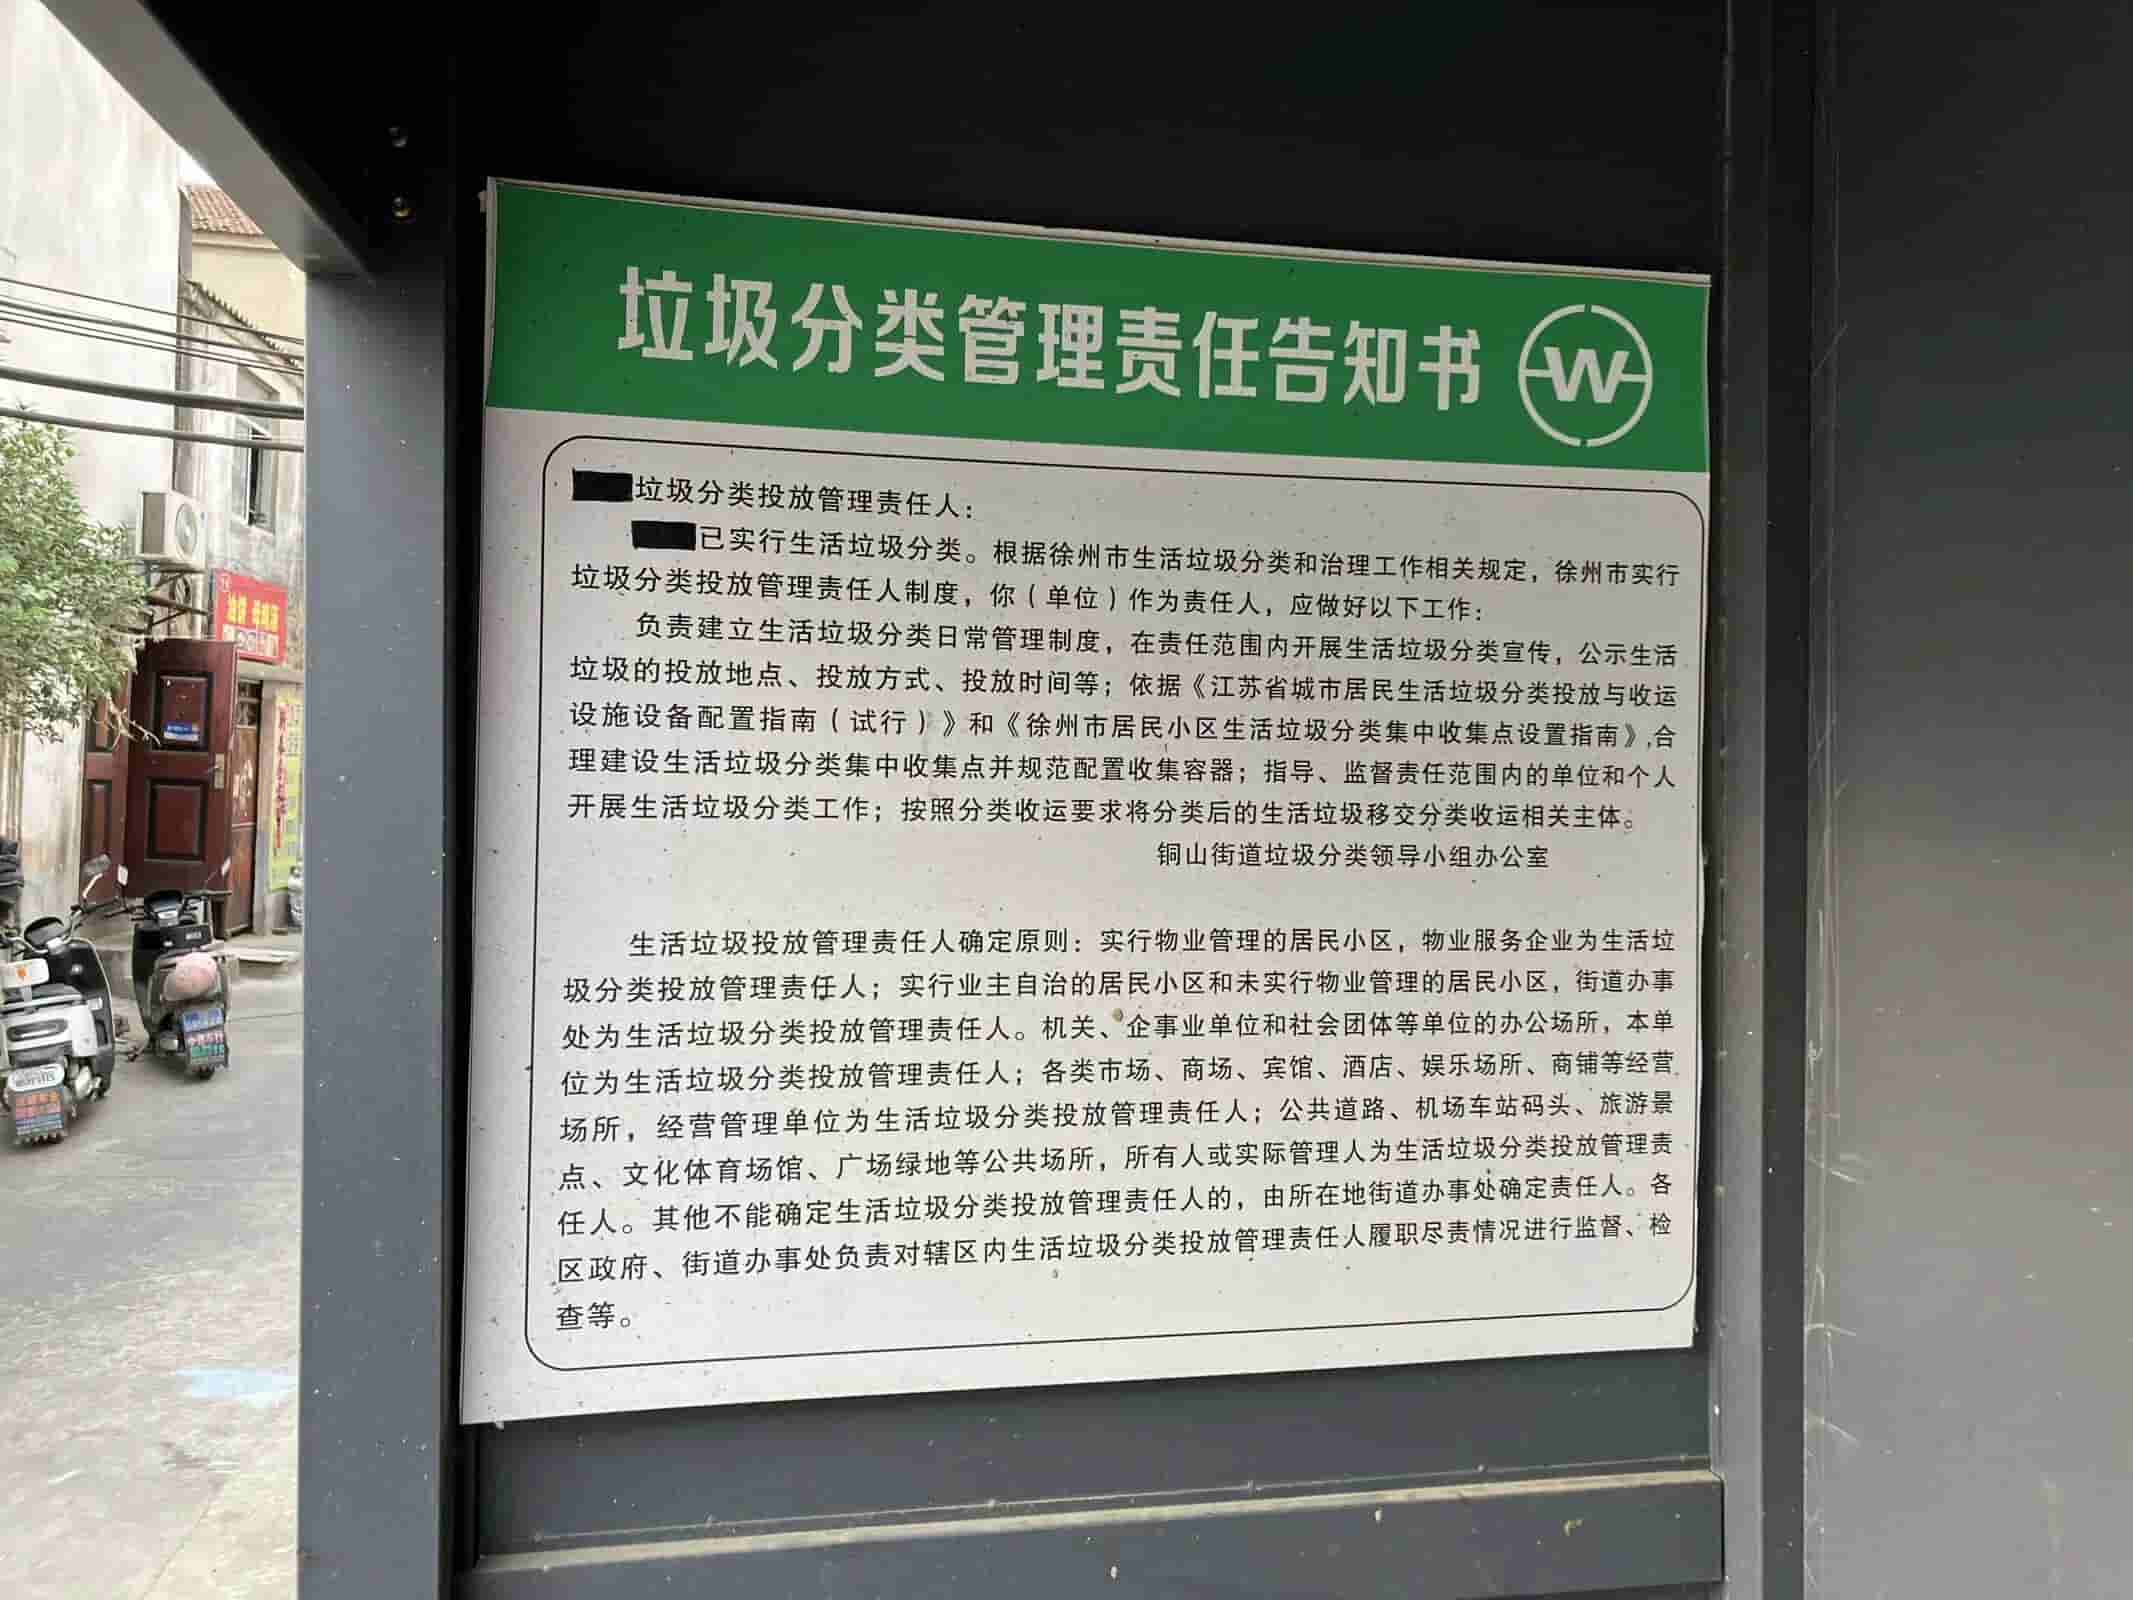 垃圾分类管理责任告知书
W
垃圾分类投放管理责任人：
已实行生活垃圾分类。根据徐州市生活垃圾分类和治理工作相关规定，徐州市实行
垃圾分类投放管理责任人制度，你（单位）作为责任人，应做好以下工作：
负责建立生活垃圾分类日常管理制度，在责任范围内开展生活垃圾分类宣传，公示生活
垃圾的投放地点、投放方式、投放时间等；依据《江苏省城市居民生活垃圾分类投放与收运
设施设备配置指南（试行）》和《徐州市居民小区生活垃圾分类集中收集点设置指南》,合
理建设生活垃圾分类集中收集点并规范配置收集容器；指导、监督责任范围内的单位和个人
开展生活垃圾分类工作；按照分类收运要求将分类后的生活垃圾移交分类收运相关主体。
铜山街道垃圾分类领导小组办公室
生活垃圾投放管理责任人确定原则：实行物业管理的居民小区，物业服务企业为生活垃
圾分类投放管理责任人；实行业主自治的居民小区和未实行物业管理的居民小区，街道办事
处为生活垃圾分类投放管理责任人。机关、企事业单位和社会团体等单位的办公场所，本单
位为生活垃圾分类投放管理责任人；各类市场、商场、宾馆、酒店、娱乐场所、商铺等经营
场所，经营管理单位为生活垃圾分类投放管理责任人；公共道路、机场车站码头、旅游景
点、文化体育场馆、广场绿地等公共场所，所有人或实际管理人为生活垃圾分类投放管理责
任人。其他不能确定生活垃圾分类投放管理责任人的，由所在地街道办事处确定责任人。各
区政府、街道办事处负责对辖区内生活垃圾分类投放管理责任人履职尽责情况进行监督、检
查等。